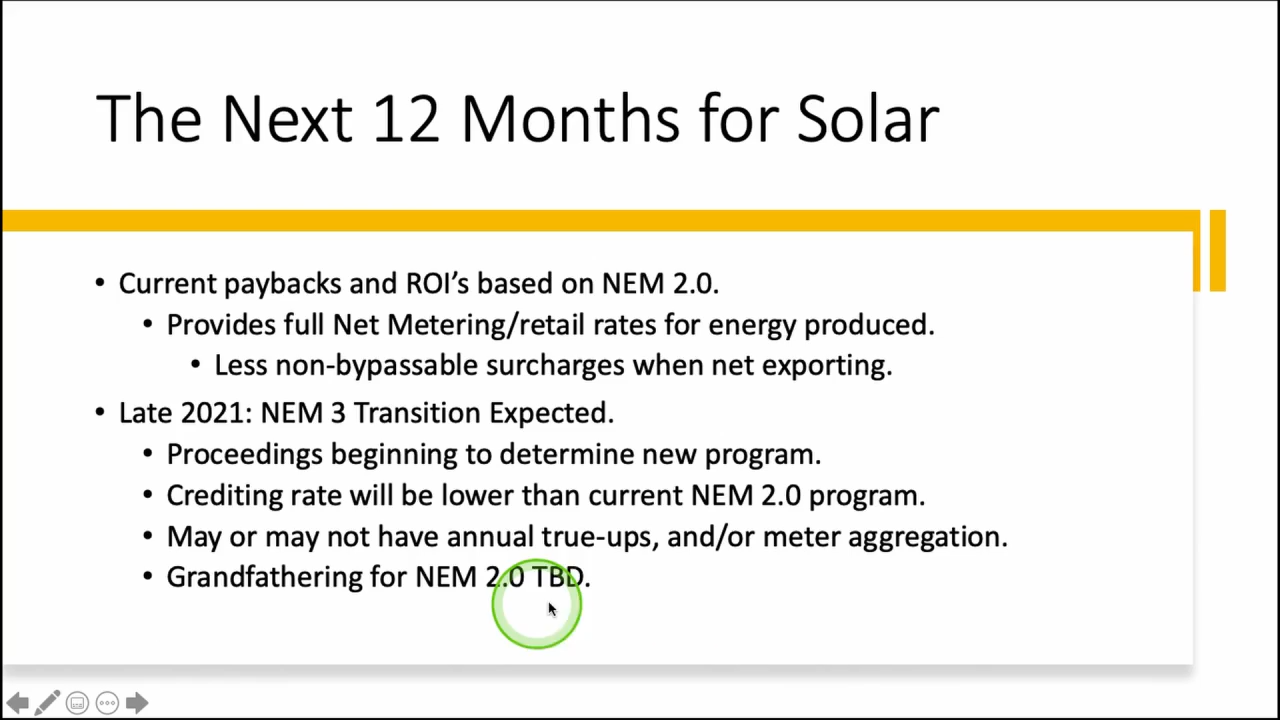 The Next 12 Months for Solar
• Current paybacks and ROI’s based on NEM 2.0.
• Provides full Net Metering/retail rates for energy produced.
• Less non-bypassable surcharges when net exporting.
• Late 2021: NEM 3 Transition Expected.
• Proceedings beginning to determine new program.
• Crediting rate will be lower than current NEM 2.0 program.
• May or may not have annual true-ups, and/or meter aggregation.
• Grandfathering for NEM 2.0 TBD.